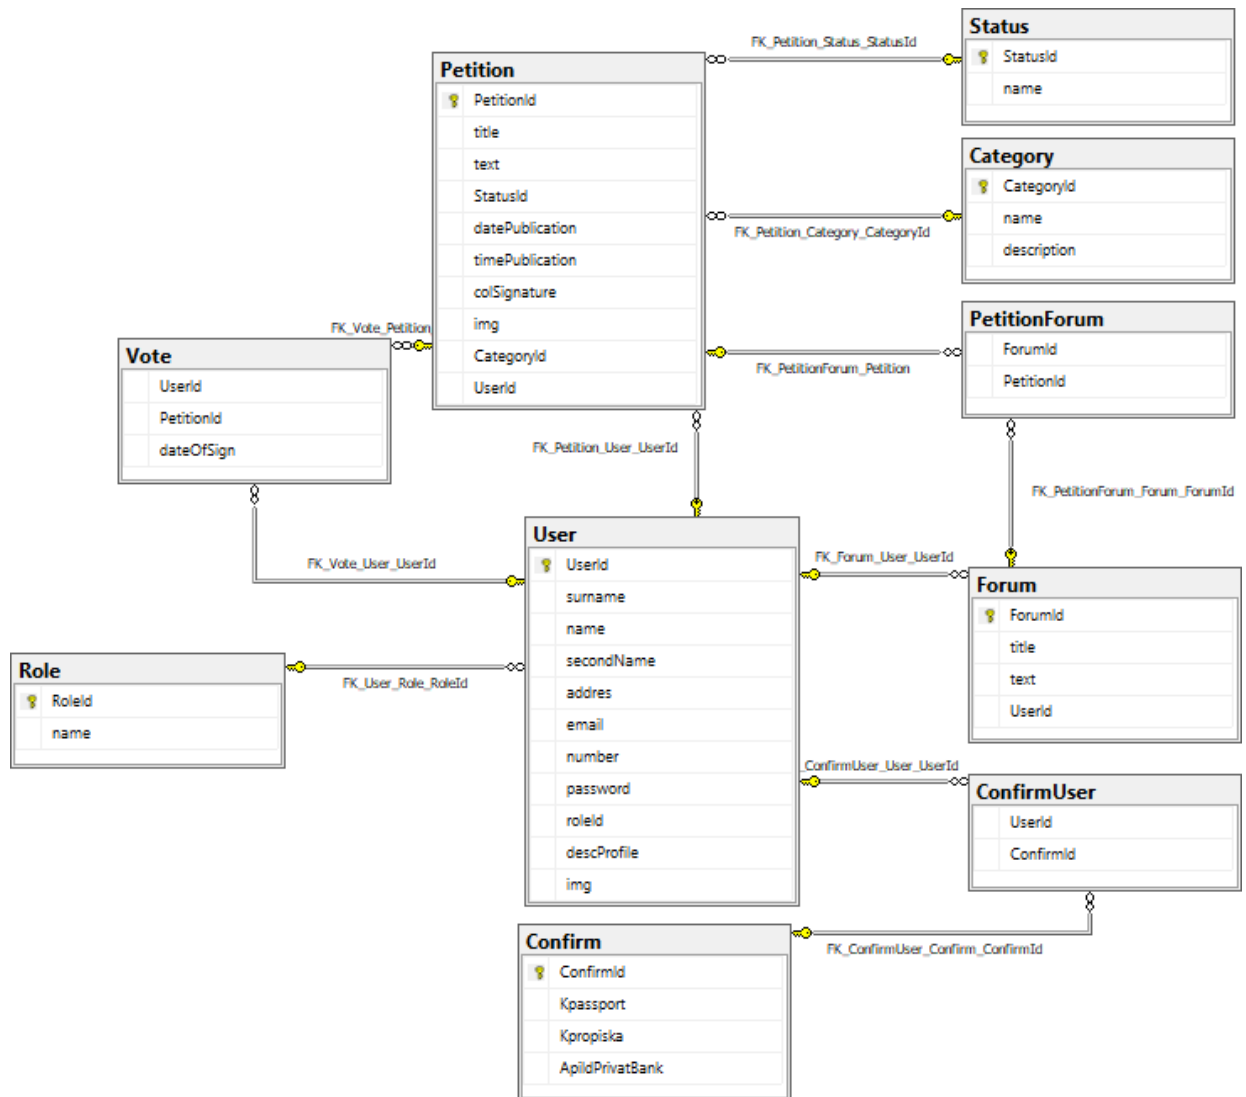 Status
StatusId
name
FK_Petition_Status_StatusId
Petition
PetitionId
title
text
StatusId
datePublication
timePublication
colSignature
img
CategoryId
UserId
Category
CategoryId
name
description
FK_Petition_Category_CategoryId
PetitionForum
ForumId
PetitionId
FK_PetitionForum_Petition
FK_Vote_Petition
Vote
UserId
PetitionId
dateOfSign
FK_Petition_User_UserId
FK_PetitionForum_Forum_ForumId
FK_Vote_User_UserId
User
UserId
surname
name
secondName
addres
email
number
password
roleId
descProfile
img
FK_Forum_User_UserId
Forum
ForumId
title
text
UserId
Role
RoleId
name
FK_User_Role_RoleId
_ConfirmUser_User_UserId
ConfirmUser
UserId
ConfirmId
FK_ConfirmUser_Confirm_ConfirmId
Confirm
ConfirmId
Kpassport
Kpropiska
ApiIdPrivatBank